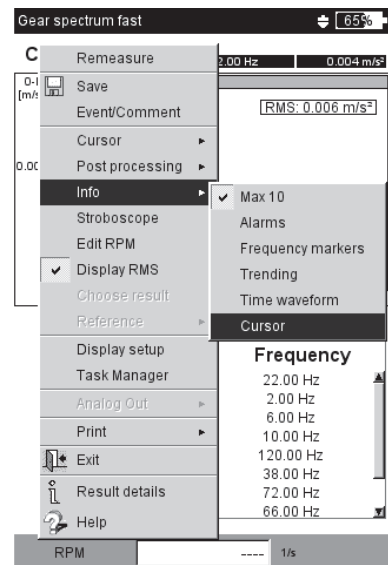 Gear spectrum fast 65%
C
2.00 Hz 0.004 m/s²
[m/s
RMS: 0.006 m/s²
0.00
Remeasure
Save
Event/Comment
Cursor
Post processing
Info
Stroboscope
Edit RPM
Display RMS
Choose result
Reference
Display setup
Task Manager
Analog Out
Print
Exit
Result details
Help
Max 10
Alarms
Frequency markers
Trending
Time waveform
Cursor
Frequency
22.00 Hz
2.00 Hz
6.00 Hz
10.00 Hz
120.00 Hz
38.00 Hz
72.00 Hz
66.00 Hz
RPM ---- 1/s